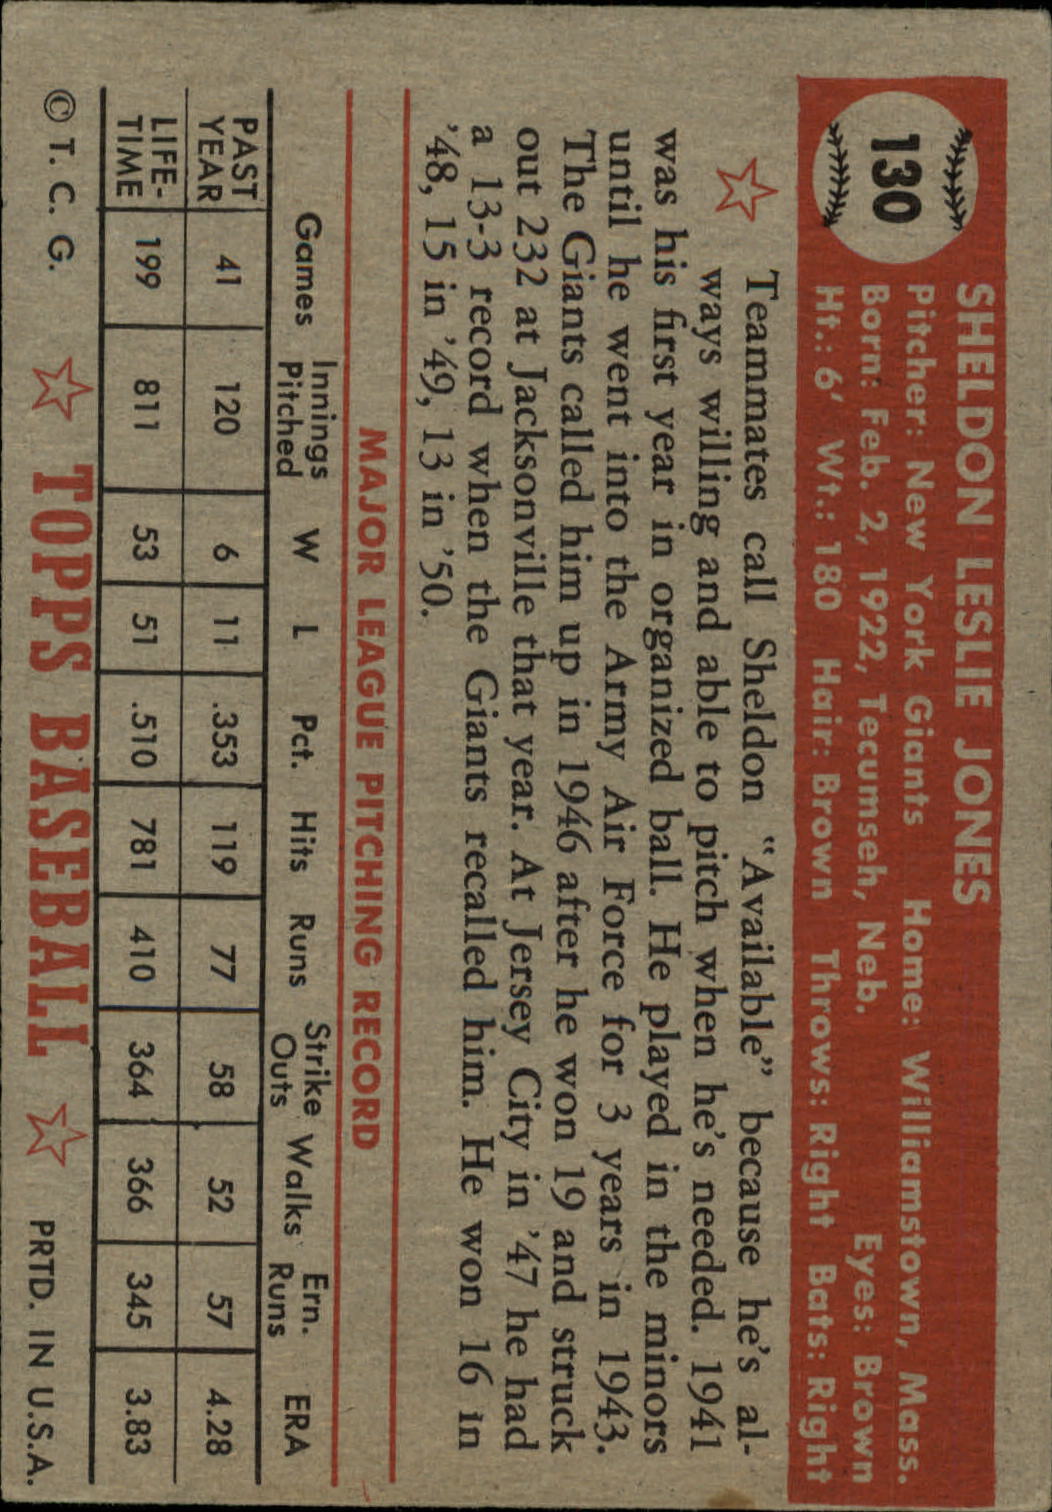 130
SHELDON LESLIE JONES
Pitcher: New York Giants Home: Williamstown, Mass.
Born: Feb. 2, 1922, Tecumseh, Neb. Eyes: Brown
Ht.: 6' Wt.: 180 Hair: Brown Throws: Right Bats: Right
Teammates call Sheldon "Available" because he's al-
ways willing and able to pitch when he's needed. 1941
was his first year in organized ball. He played in the minors
until he went into the Army Air Force for 3 years in 1943.
The Giants called him up in 1946 after he won 19 and struck
out 232 at Jacksonville that year. At Jersey City in '47 he had
a 13-3 record when the Giants recalled him. He won 16 in
'48, 15 in '49, 13 in '50.
MAJOR LEAGUE PITCHING RECORD
Games Innings Pitched W L Pct. Hits Runs Strike Outs Walks Ern. Runs ERA
PAST YEAR 41 120 6 11 .353 119 77 58 52 57 4.28
LIFE-TIME 199 811 53 51 .510 781 410 364 366 345 3.83
© T. C. G. TOPPS BASEBALL PRTD. IN U.S.A.